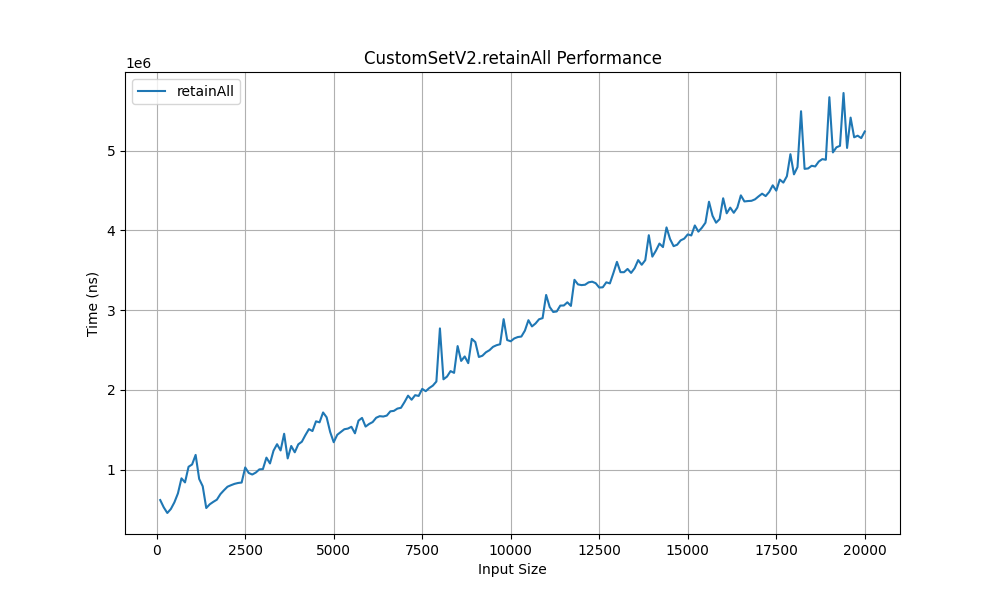 CustomSetV2.retainAll Performance
1e6
retainAll
5
4
3
2
1
Time (ns)
0 2500 5000 7500 10000 12500 15000 17500 20000
Input Size